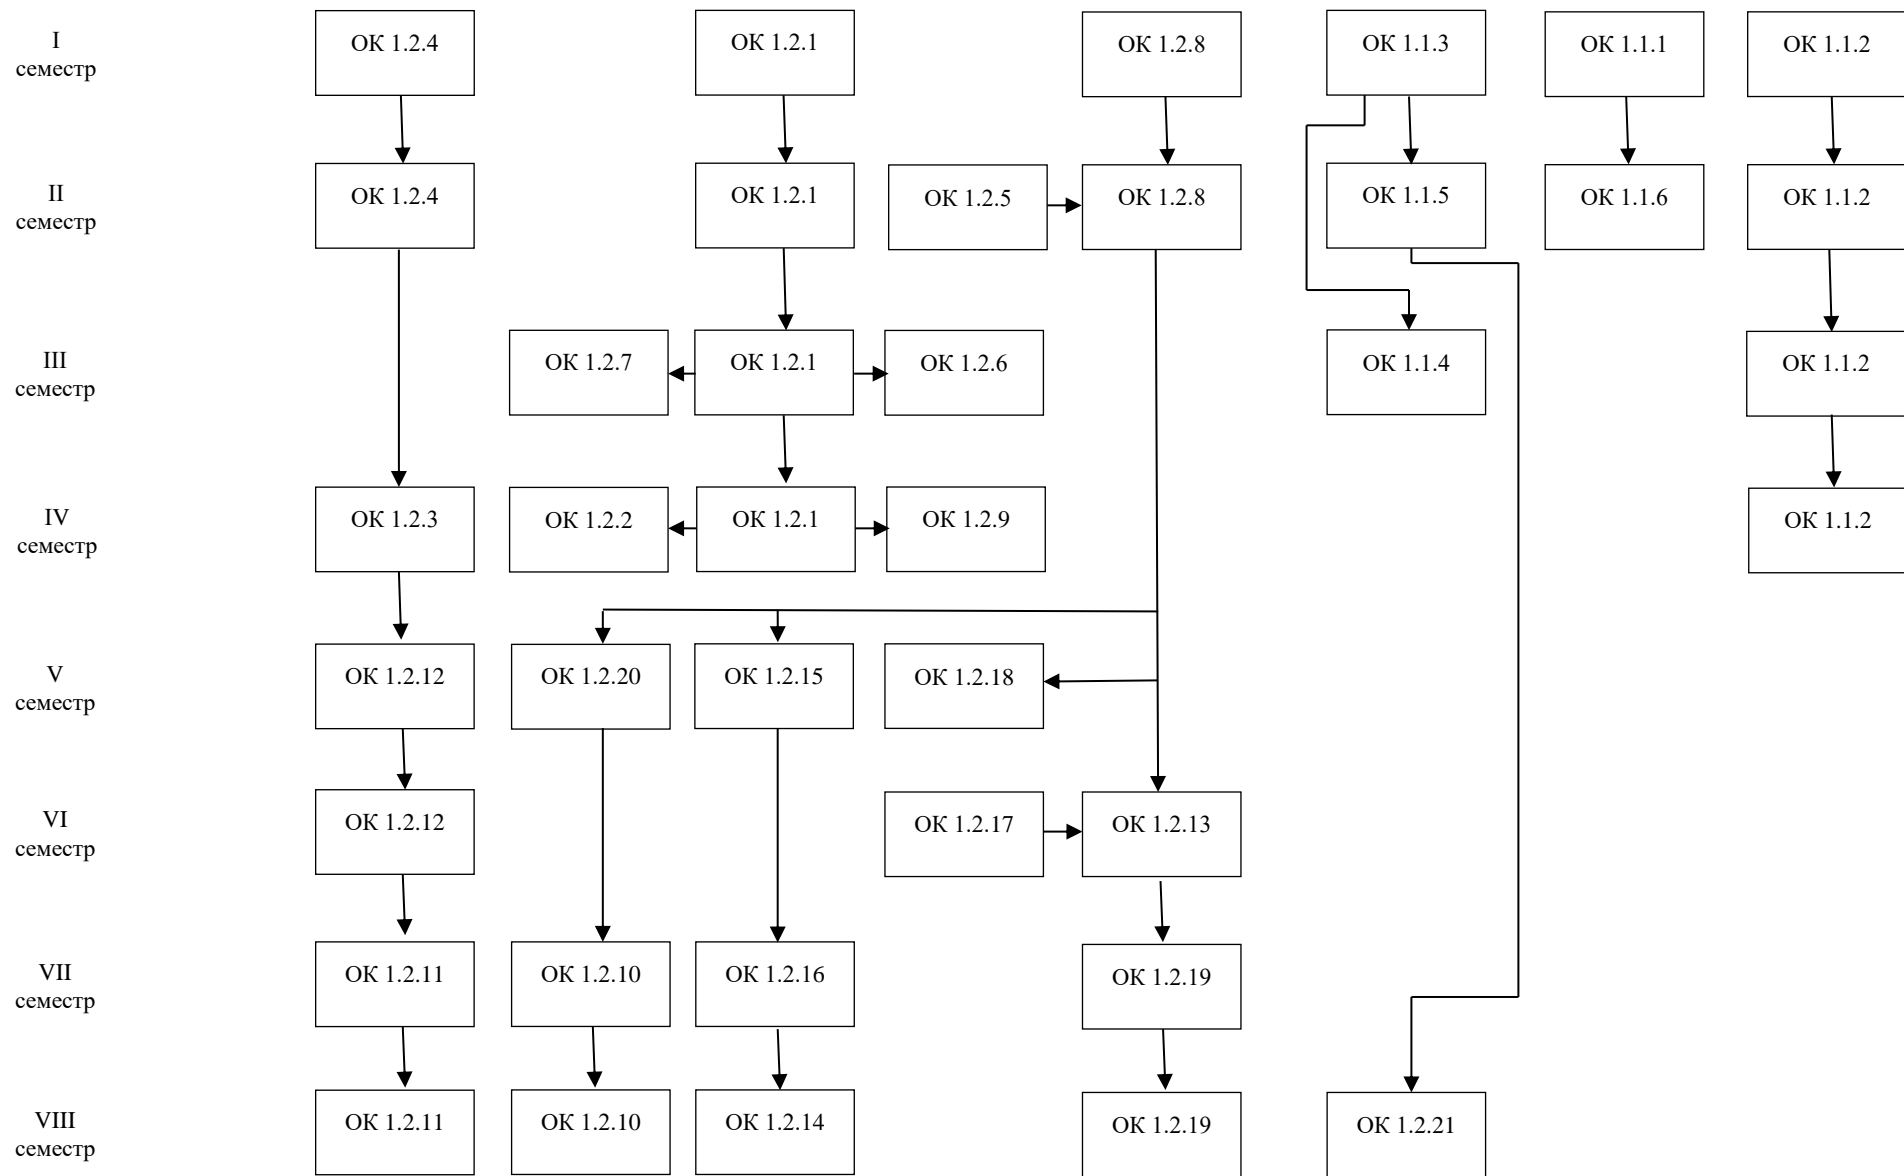 I
семестр
ОК 1.2.4
ОК 1.2.1
ОК 1.2.8
ОК 1.1.3
ОК 1.1.1
ОК 1.1.2
II
семестр
ОК 1.2.4
ОК 1.2.1
ОК 1.2.5
ОК 1.2.8
ОК 1.1.5
ОК 1.1.6
ОК 1.1.2
III
семестр
ОК 1.2.7
ОК 1.2.1
ОК 1.2.6
ОК 1.1.4
ОК 1.1.2
IV
семестр
ОК 1.2.3
ОК 1.2.2
ОК 1.2.1
ОК 1.2.9
ОК 1.1.2
V
семестр
ОК 1.2.12
ОК 1.2.20
ОК 1.2.15
ОК 1.2.18
VI
семестр
ОК 1.2.12
ОК 1.2.17
ОК 1.2.13
VII
семестр
ОК 1.2.11
ОК 1.2.10
ОК 1.2.16
ОК 1.2.19
VIII
семестр
ОК 1.2.11
ОК 1.2.10
ОК 1.2.14
ОК 1.2.19
ОК 1.2.21